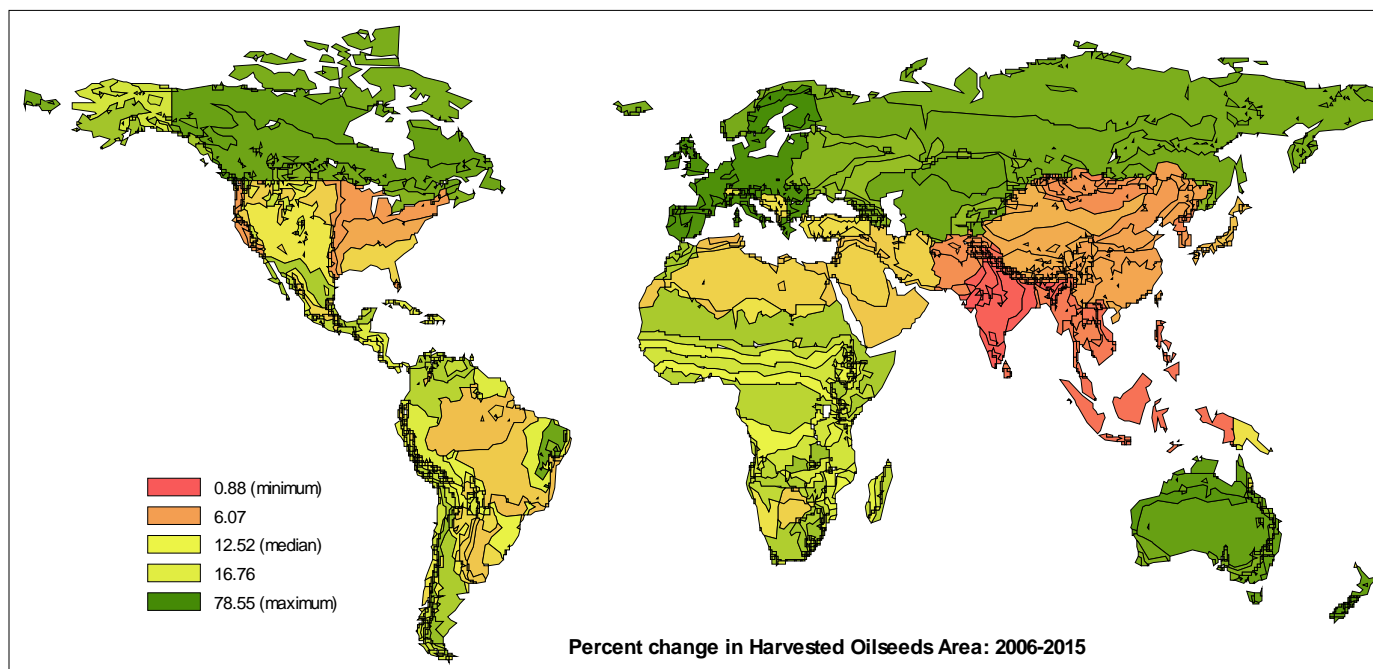 0.88 (minimum)
6.07
12.52 (median)
16.76
78.55 (maximum)
Percent change in Harvested Oilseeds Area: 2006-2015